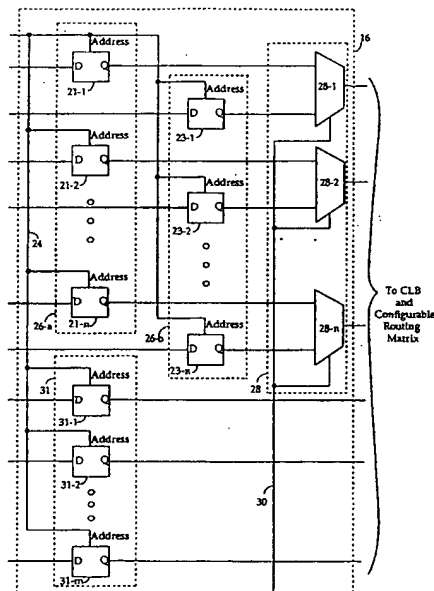 16
Address
D Q
21-1
Address
D Q
23-1
28-1
Address
D Q
21-2
Address
D Q
23-2
28-2
24
Address
D Q
21-n
26-a
Address
D Q
23-n
26-b
28-n
28
To CLB
and
Configurable
Routing
Matrix
31
Address
D Q
31-1
Address
D Q
31-2
30
Address
D Q
31-m